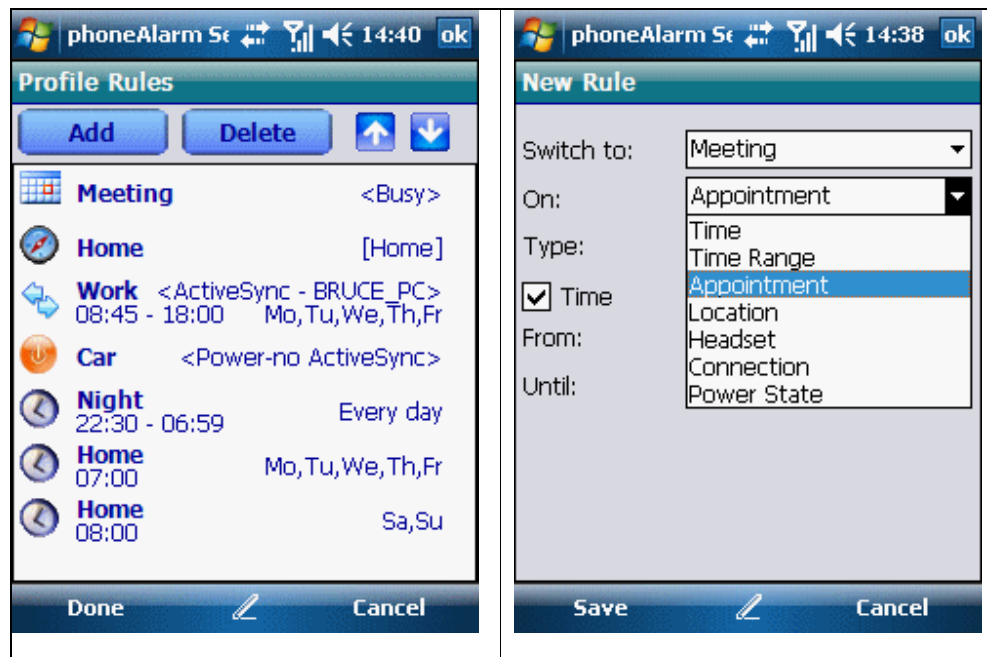 phoneAlarm Se 14:40 ok
Profile Rules
Add Delete
Meeting <Busy>
Home [Home]
Work <ActiveSync - BRUCE_PC>
08:45 - 18:00 Mo,Tu,We,Th,Fr
Car <Power-no ActiveSync>
Night
22:30 - 06:59 Every day
Home
07:00 Mo,Tu,We,Th,Fr
Home
08:00 Sa,Su
Done Cancel
phoneAlarm Se 14:38 ok
New Rule
Switch to: Meeting
On: Appointment
Time
Type:
Time Range
Appointment
Time
Location
From:
Headset
Connection
Until:
Power State
Save Cancel